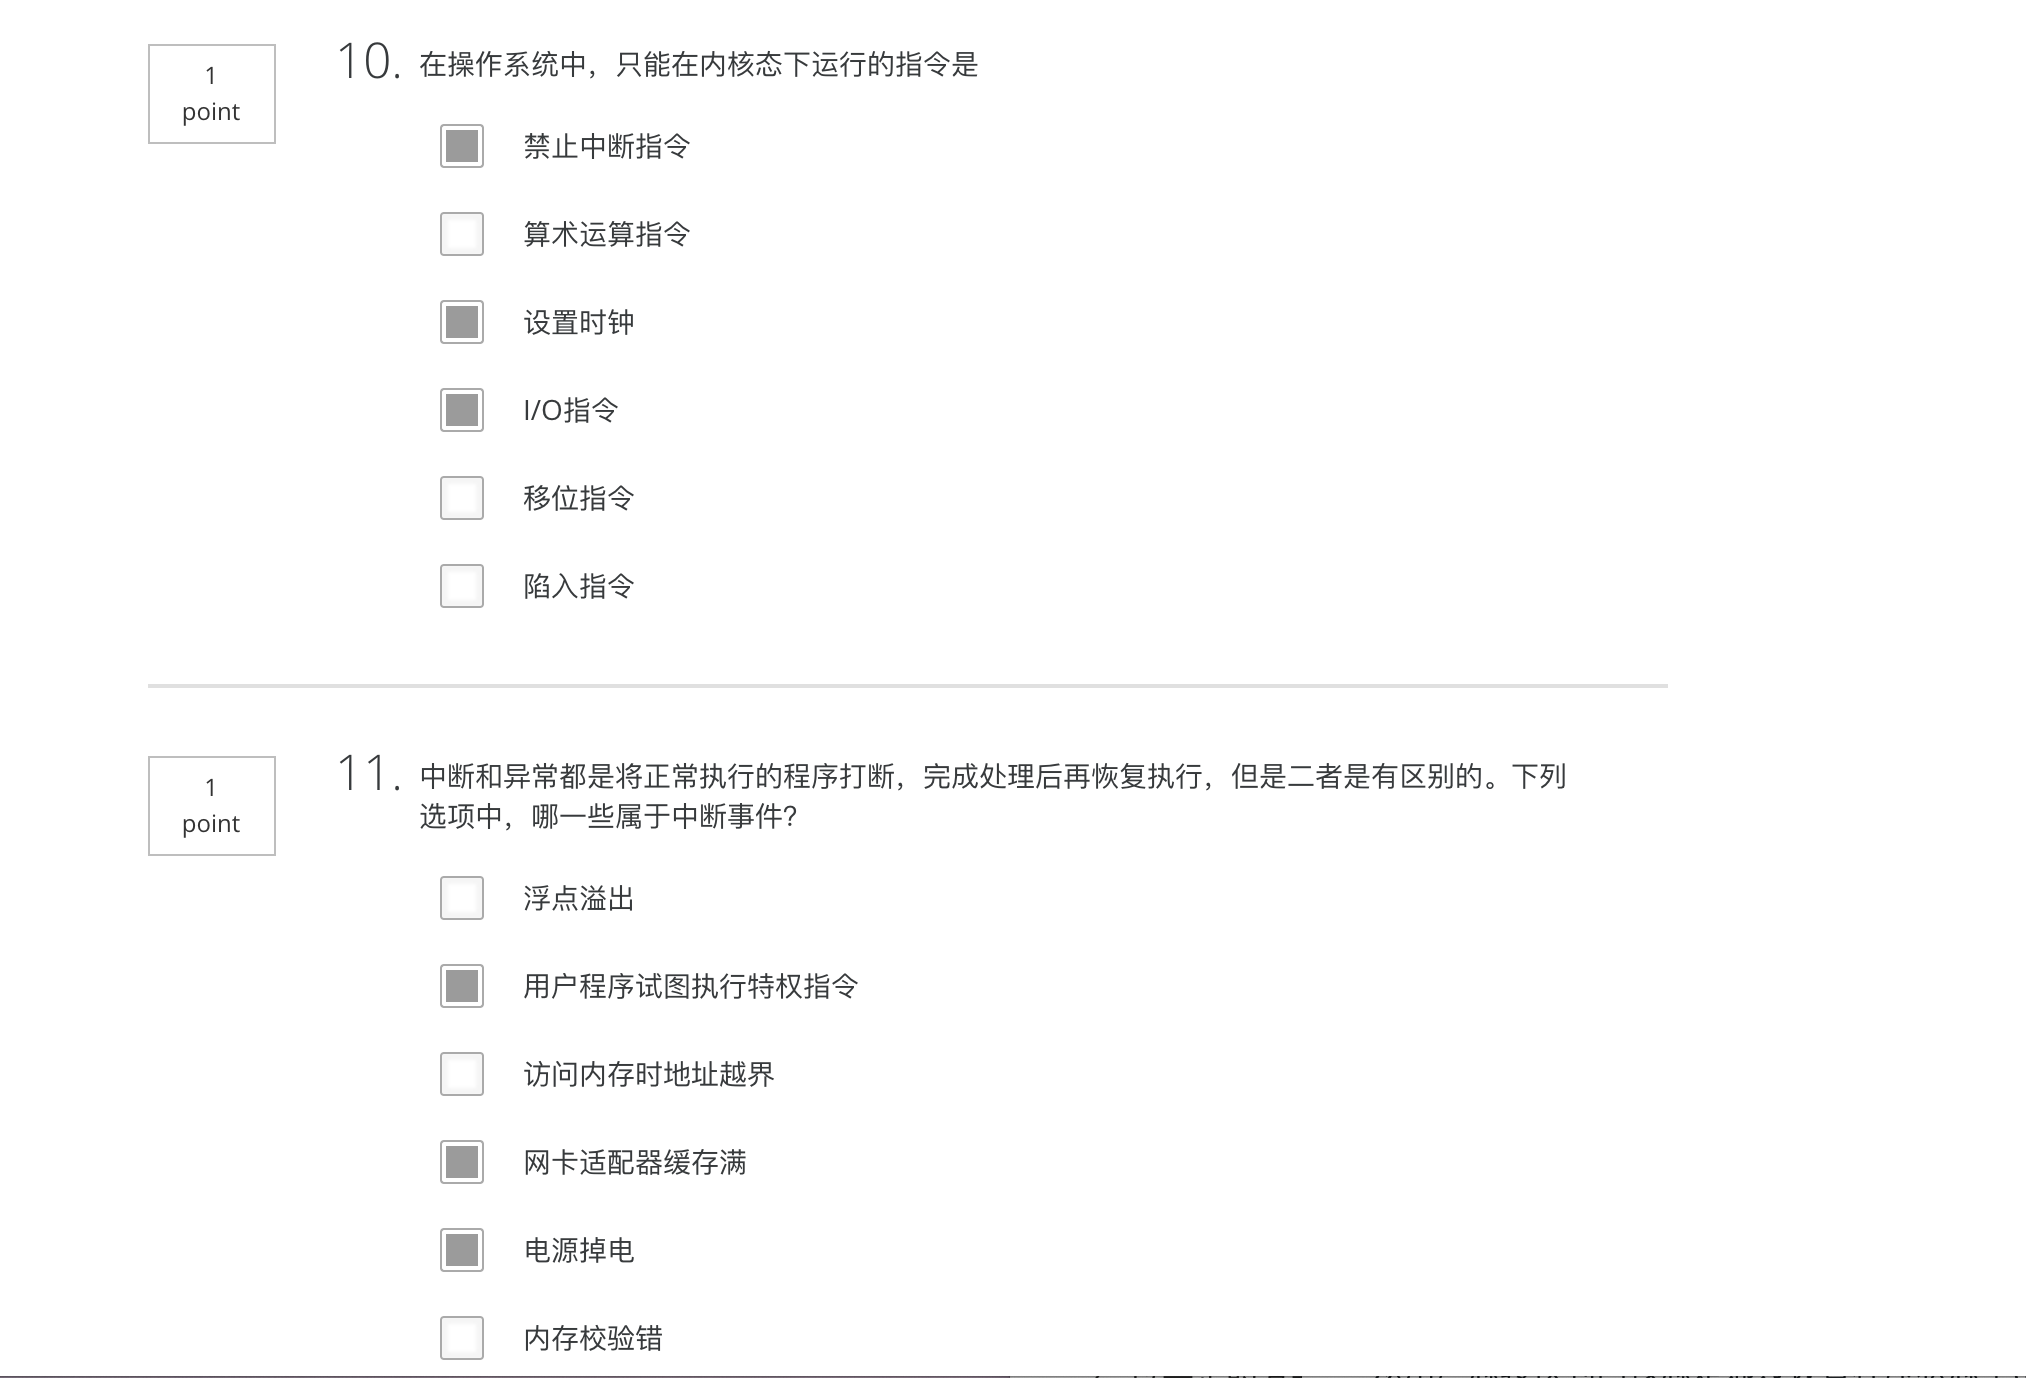 1
point
10. 在操作系统中，只能在内核态下运行的指令是
禁止中断指令
算术运算指令
设置时钟
I/O指令
移位指令
陷入指令
1
point
11. 中断和异常都是将正常执行的程序打断，完成处理后再恢复执行，但是二者是有区别的。下列
选项中，哪一些属于中断事件？
浮点溢出
用户程序试图执行特权指令
访问内存时地址越界
网卡适配器缓存满
电源掉电
内存校验错